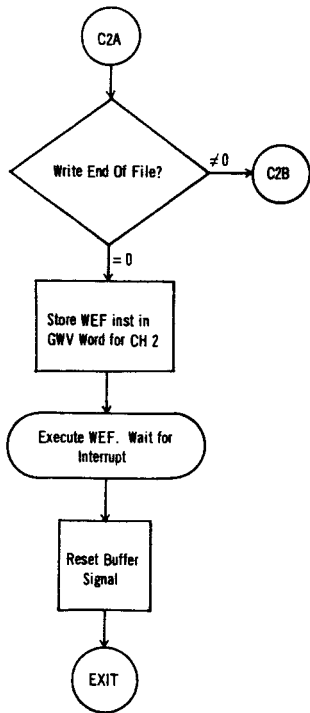 C2A
Write End Of File?
≠0
C2B
=0
Store WEF inst in
GWV Word for CH 2
Execute WEF. Wait for
Interrupt
Reset Buffer
Signal
EXIT